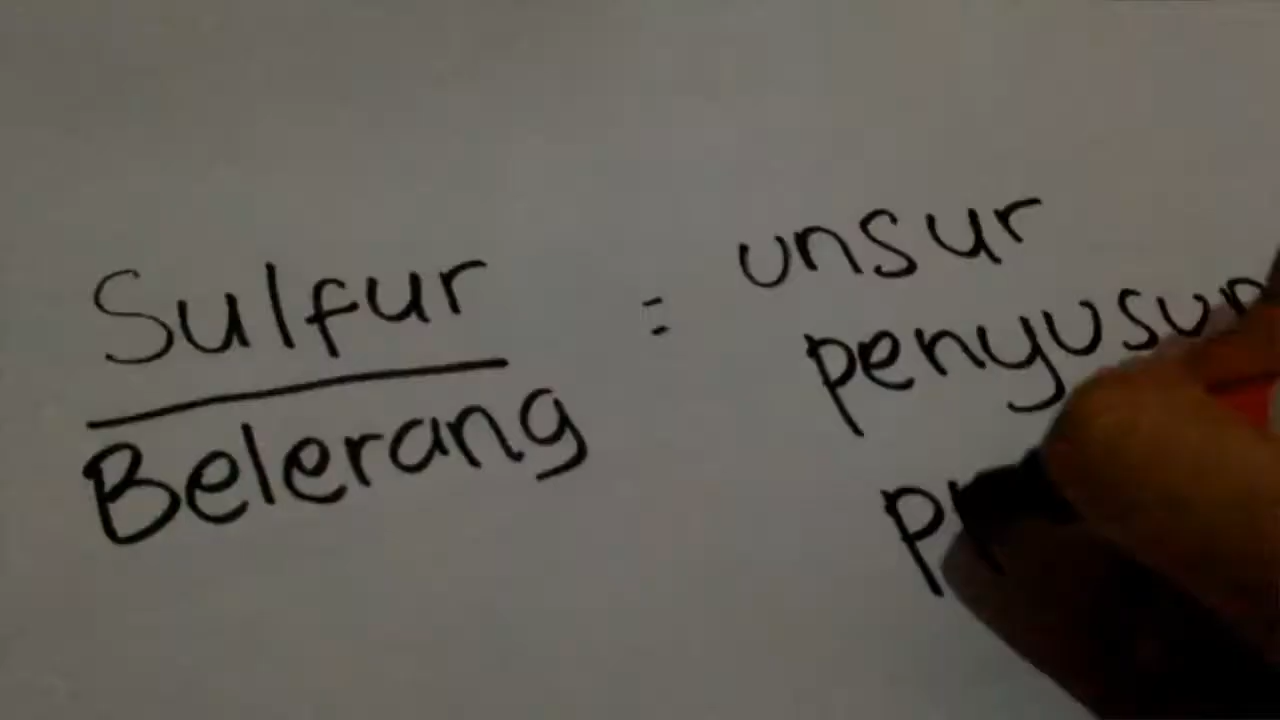 Sulfur
Belerang
= unsur
penyusun